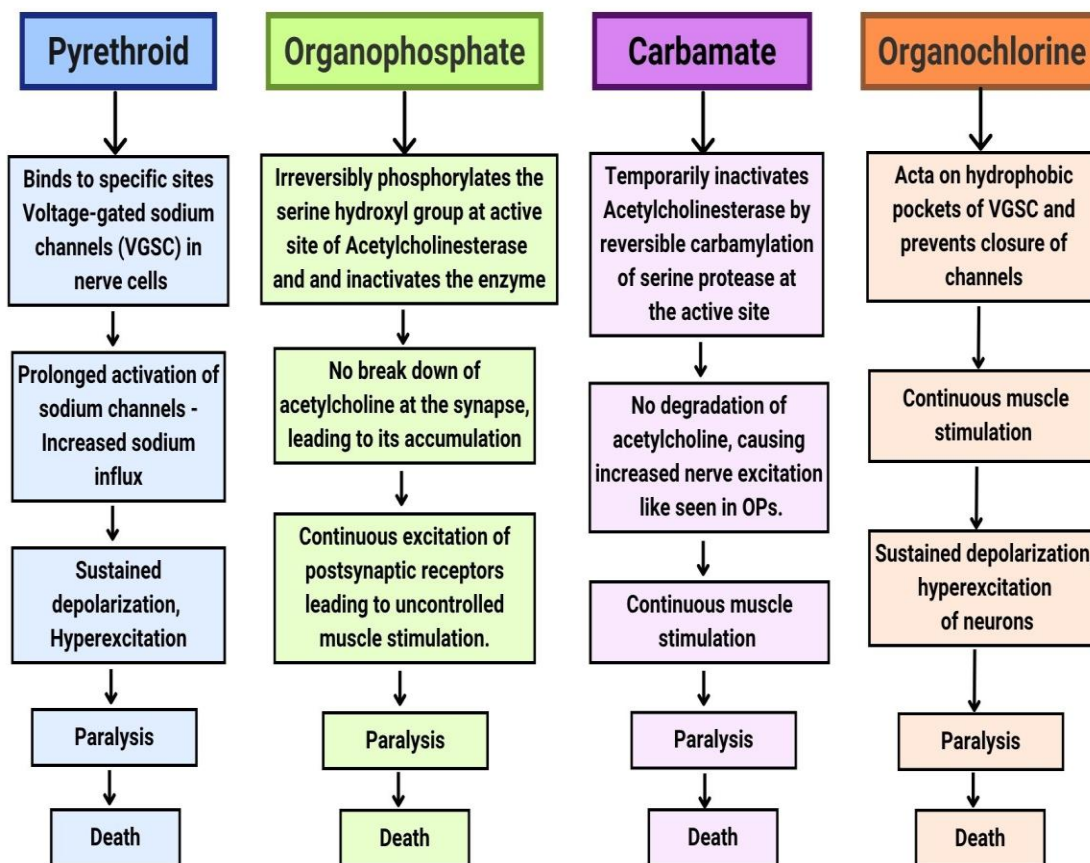 Pyrethroid
Binds to specific sites
Voltage-gated sodium
channels (VGSC) in
nerve cells
Prolonged activation of
sodium channels -
Increased sodium
influx
Sustained
depolarization,
Hyperexcitation
Paralysis
Death
Organophosphate
Irreversibly phosphorylates the
serine hydroxyl group at active
site of Acetylcholinesterase
and and inactivates the enzyme
No break down of
acetylcholine at the synapse,
leading to its accumulation
Continuous excitation of
postsynaptic receptors
leading to uncontrolled
muscle stimulation.
Paralysis
Death
Carbamate
Temporarily inactivates
Acetylcholinesterase by
reversible carbamylation
of serine protease at
the active site
No degradation of
acetylcholine, causing
increased nerve excitation
like seen in OPs.
Continuous muscle
stimulation
Paralysis
Death
Organochlorine
Acta on hydrophobic
pockets of VGSC and
prevents closure of
channels
Continuous muscle
stimulation
Sustained depolarization,
hyperexcitation
of neurons
Paralysis
Death